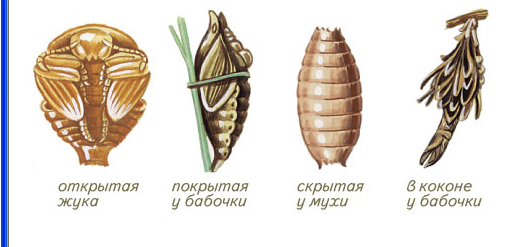 открытая
жука
покрытая
у бабочки
скрытая
у мухи
в коконе
у бабочки